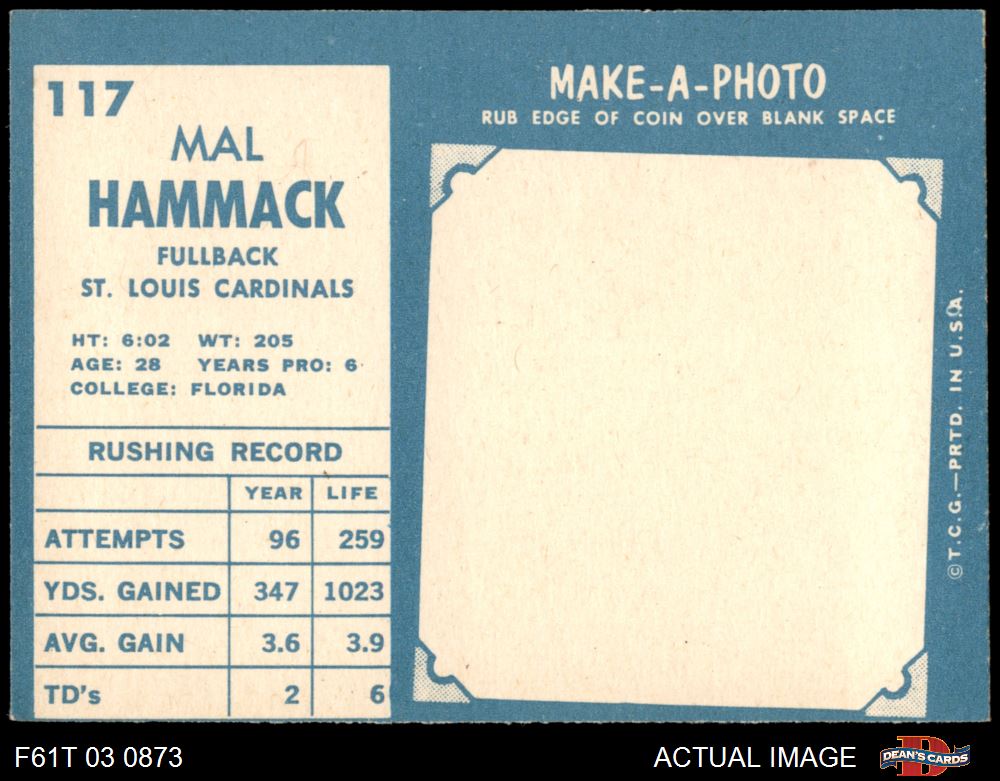 117
MAL
HAMMACK
FULLBACK
ST. LOUIS CARDINALS
HT: 6:02 WT: 205
AGE: 28 YEARS PRO: 6
COLLEGE: FLORIDA
RUSHING RECORD
YEAR LIFE
ATTEMPTS 96 259
YDS. GAINED 347 1023
AVG. GAIN 3.6 3.9
TD's 2 6
MAKE-A-PHOTO
RUB EDGE OF COIN OVER BLANK SPACE
©T.C.G.—PRTD. IN U.S.A.
F61T 03 0873
ACTUAL IMAGE
D
DEAN'S CARDS